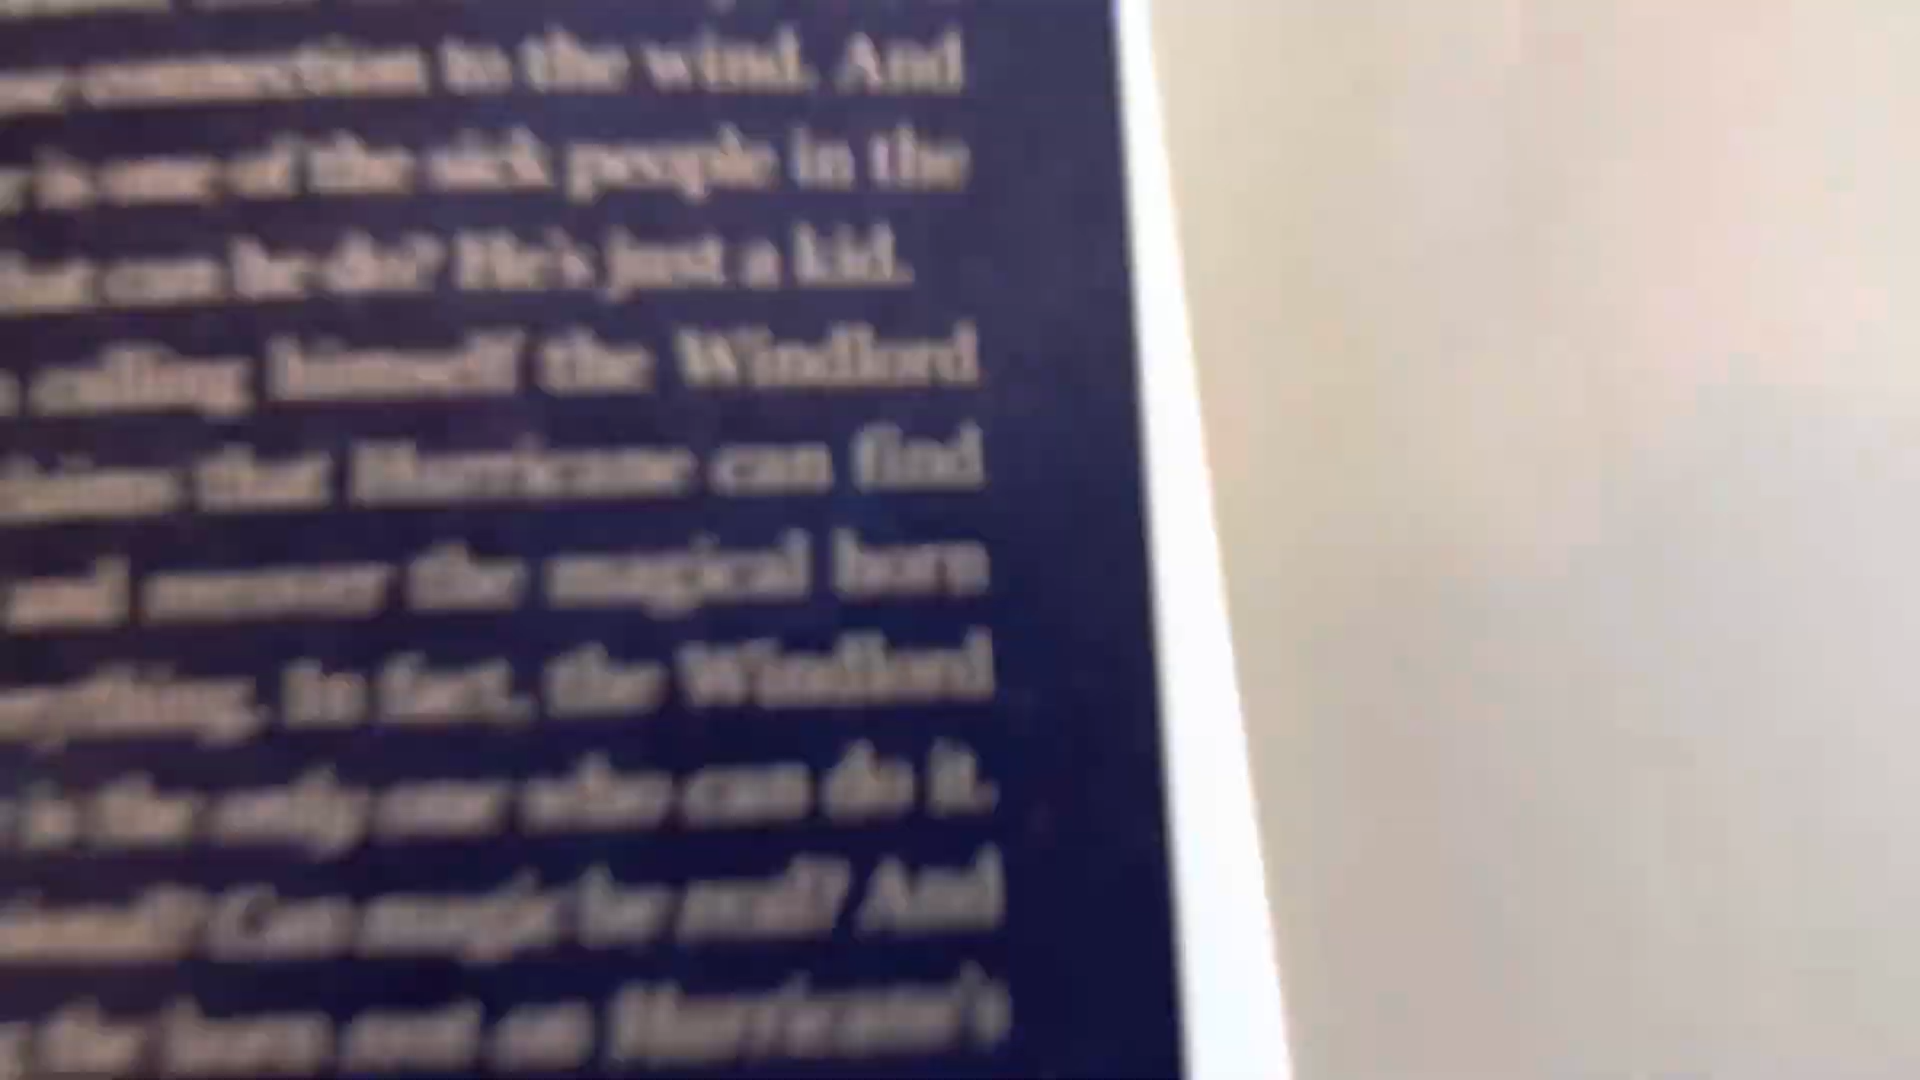 connection to the wind. And
is one of the sick people in the
can he do? He's just a kid.
calling himself the Windlord
that Hurricane can find
and recover the magical horn
In fact, the Windlord
is the only one who can do it.
Can magic be real? And
the horn rest on Hurricane's